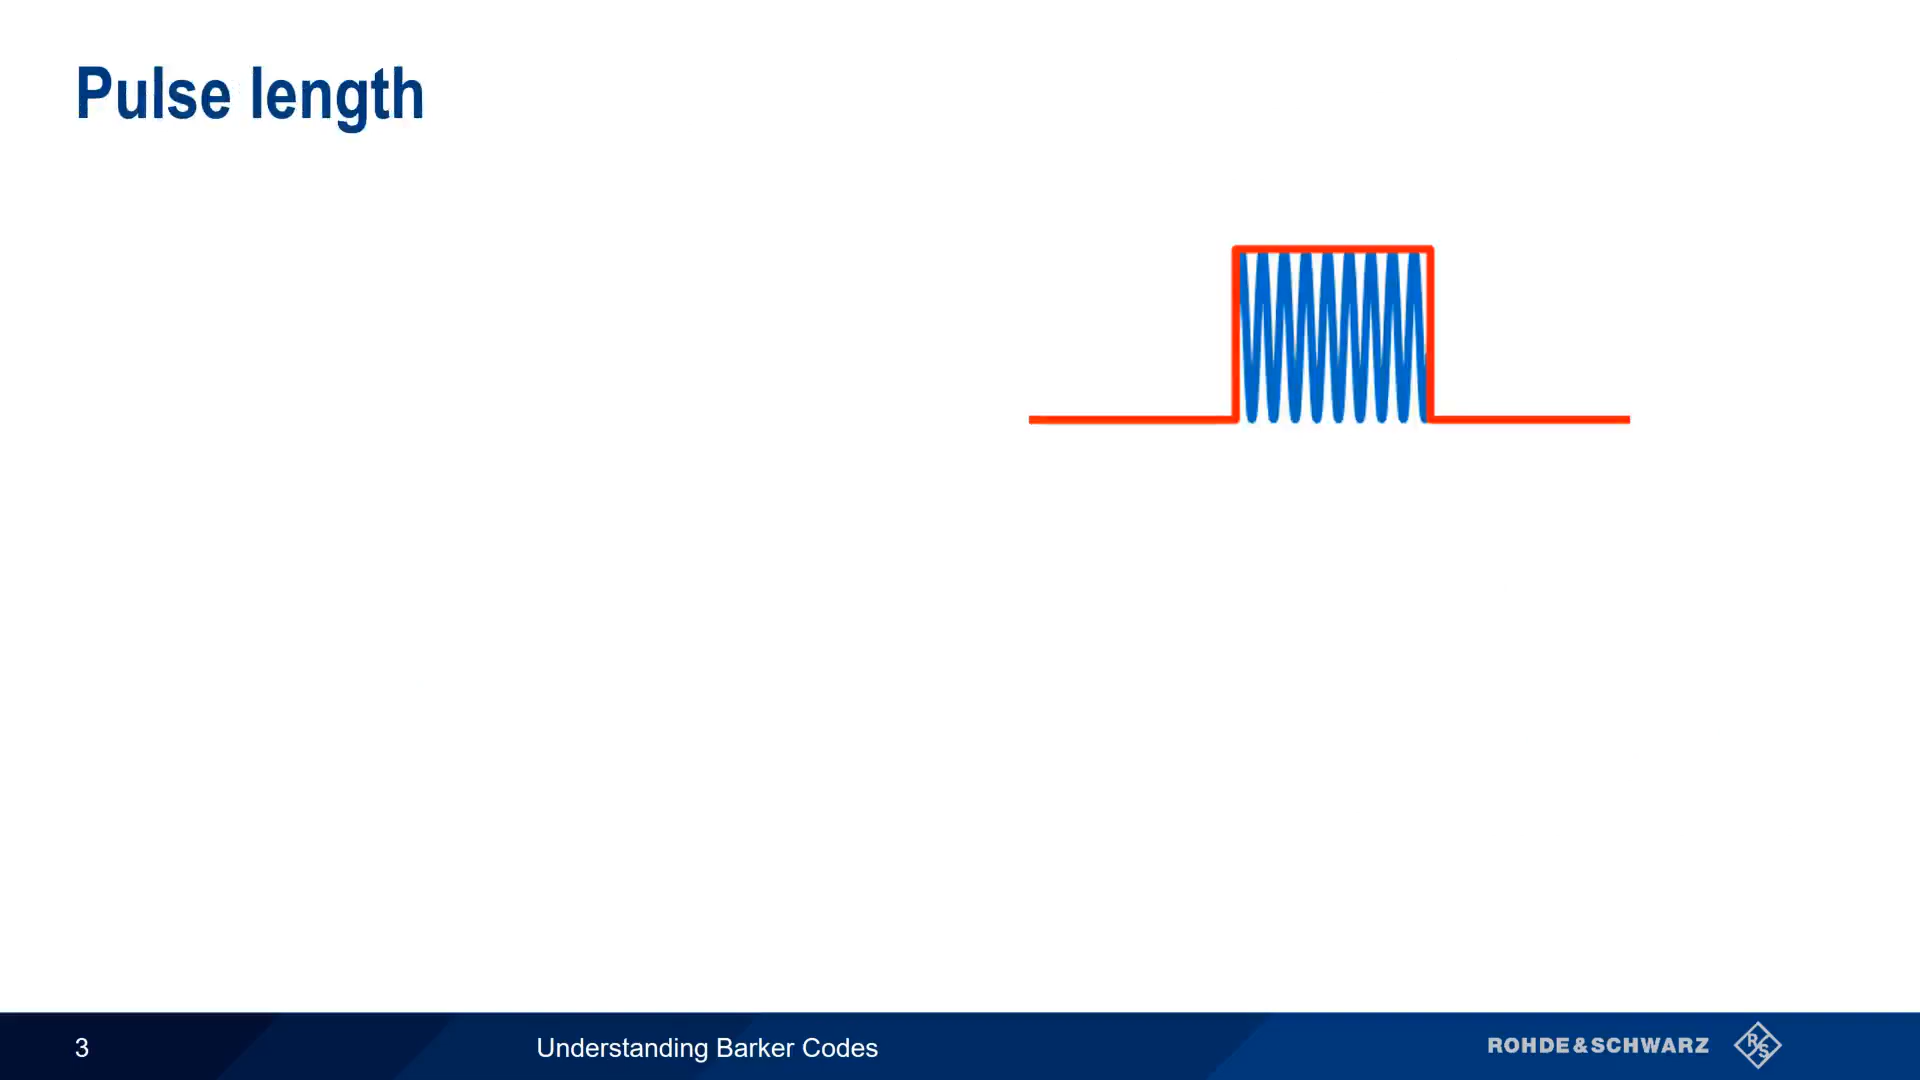 Pulse length
3
Understanding Barker Codes
ROHDE&SCHWARZ
R
S